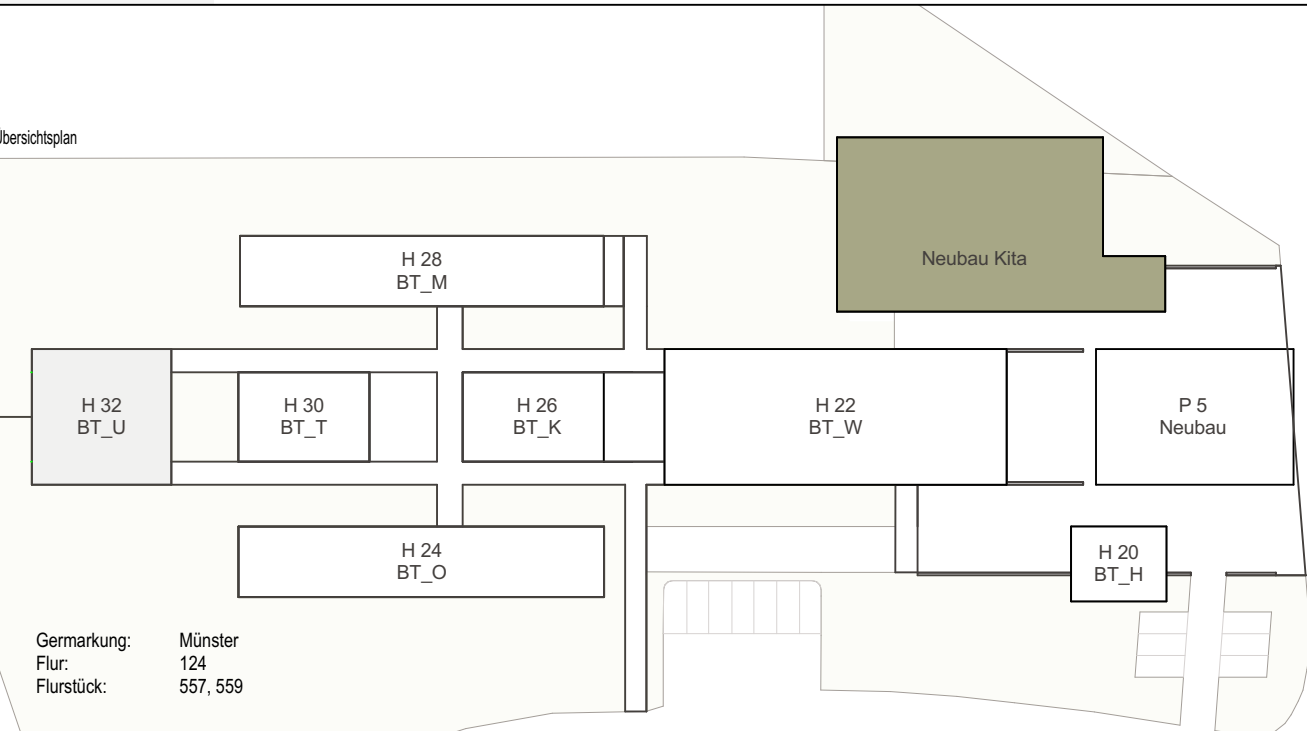 Übersichtsplan
Neubau Kita
H 28
BT_M
H 32
BT_U
H 30
BT_T
H 26
BT_K
H 22
BT_W
P 5
Neubau
H 24
BT_O
H 20
BT_H
Germarkung: Münster
Flur: 124
Flurstück: 557, 559